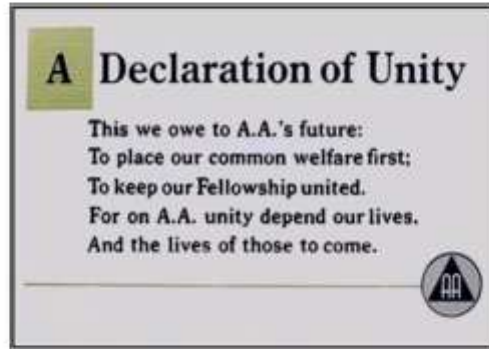 A Declaration of Unity
This we owe to A.A.'s future:
To place our common welfare first;
To keep our Fellowship united.
For on A.A. unity depend our lives.
And the lives of those to come.
AA